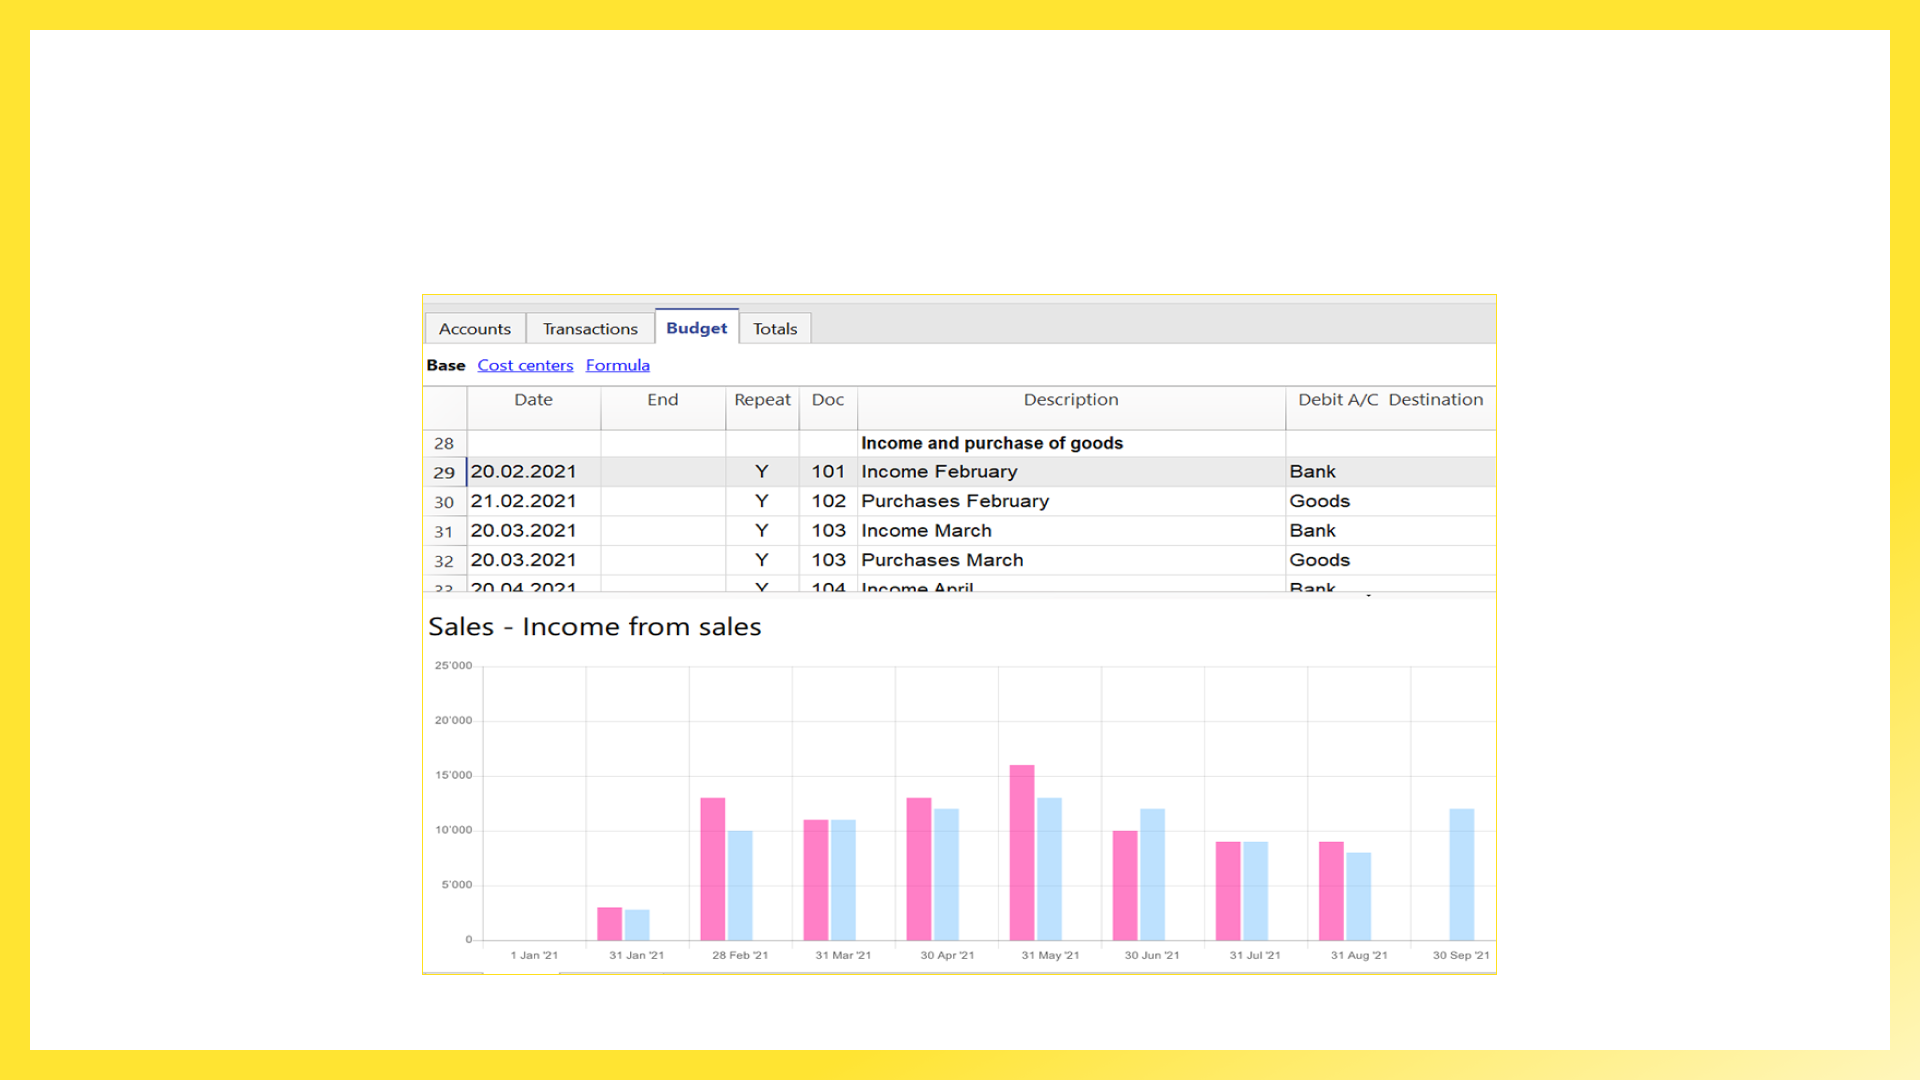 Accounts Transactions Budget Totals
Base Cost centers Formula
Date End Repeat Doc Description Debit A/C Destination
28 Income and purchase of goods
29 20.02.2021 Y 101 Income February Bank
30 21.02.2021 Y 102 Purchases February Goods
31 20.03.2021 Y 103 Income March Bank
32 20.03.2021 Y 103 Purchases March Goods
33 20.04.2021 Y 104 Income April Bank
Sales - Income from sales
25'000
20'000
15'000
10'000
5'000
0
1 Jan '21 31 Jan '21 28 Feb '21 31 Mar '21 30 Apr '21 31 May '21 30 Jun '21 31 Jul '21 31 Aug '21 30 Sep '21